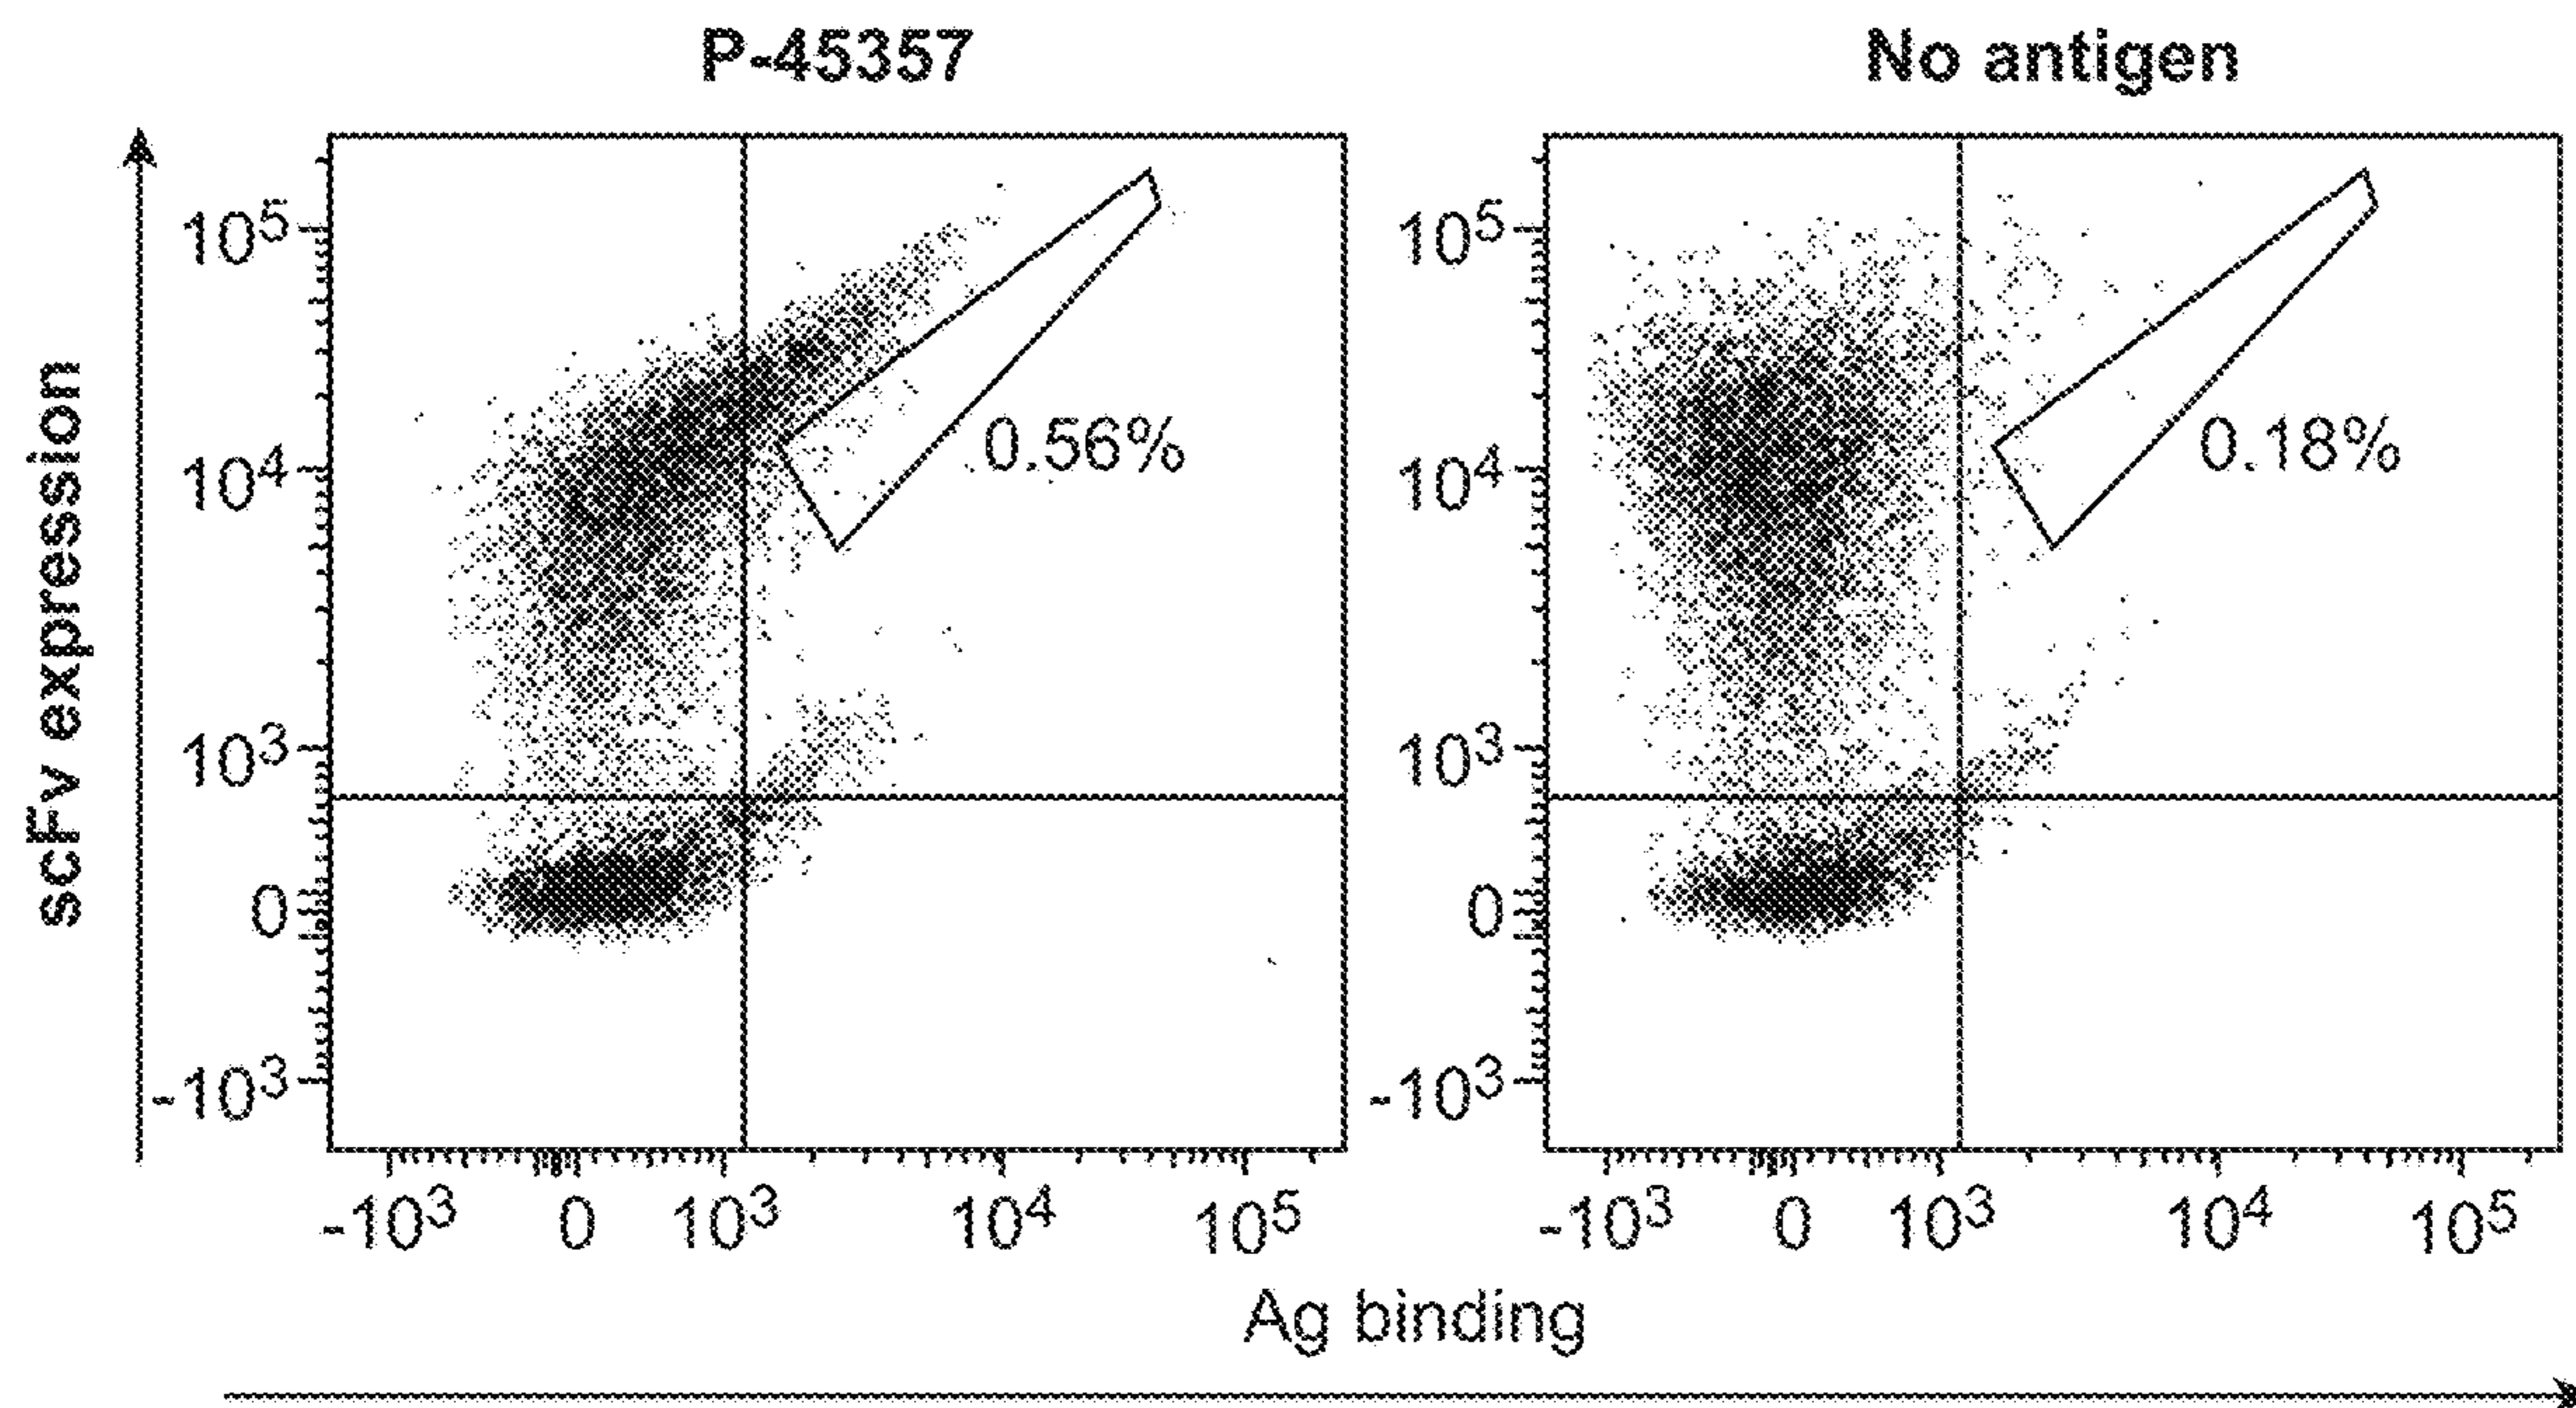 P-45357
No antigen
scFv expression
10^5
10^4
10^3
0
-10^3
0.56%
-10^3 0 10^3 10^4 10^5
10^5
10^4
10^3
0
-10^3
0.18%
-10^3 0 10^3 10^4 10^5
Ag binding